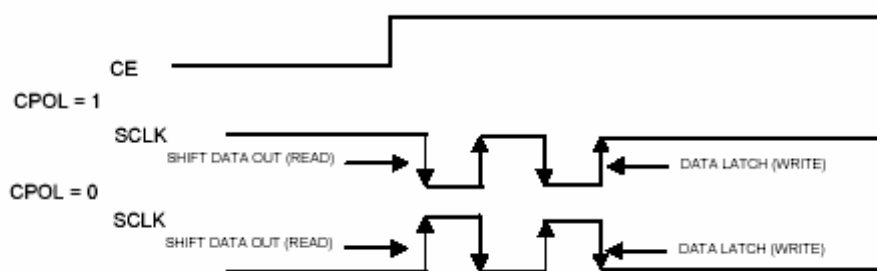 CE
CPOL = 1
SCLK
SHIFT DATA OUT (READ) DATA LATCH (WRITE)
CPOL = 0
SCLK
SHIFT DATA OUT (READ) DATA LATCH (WRITE)